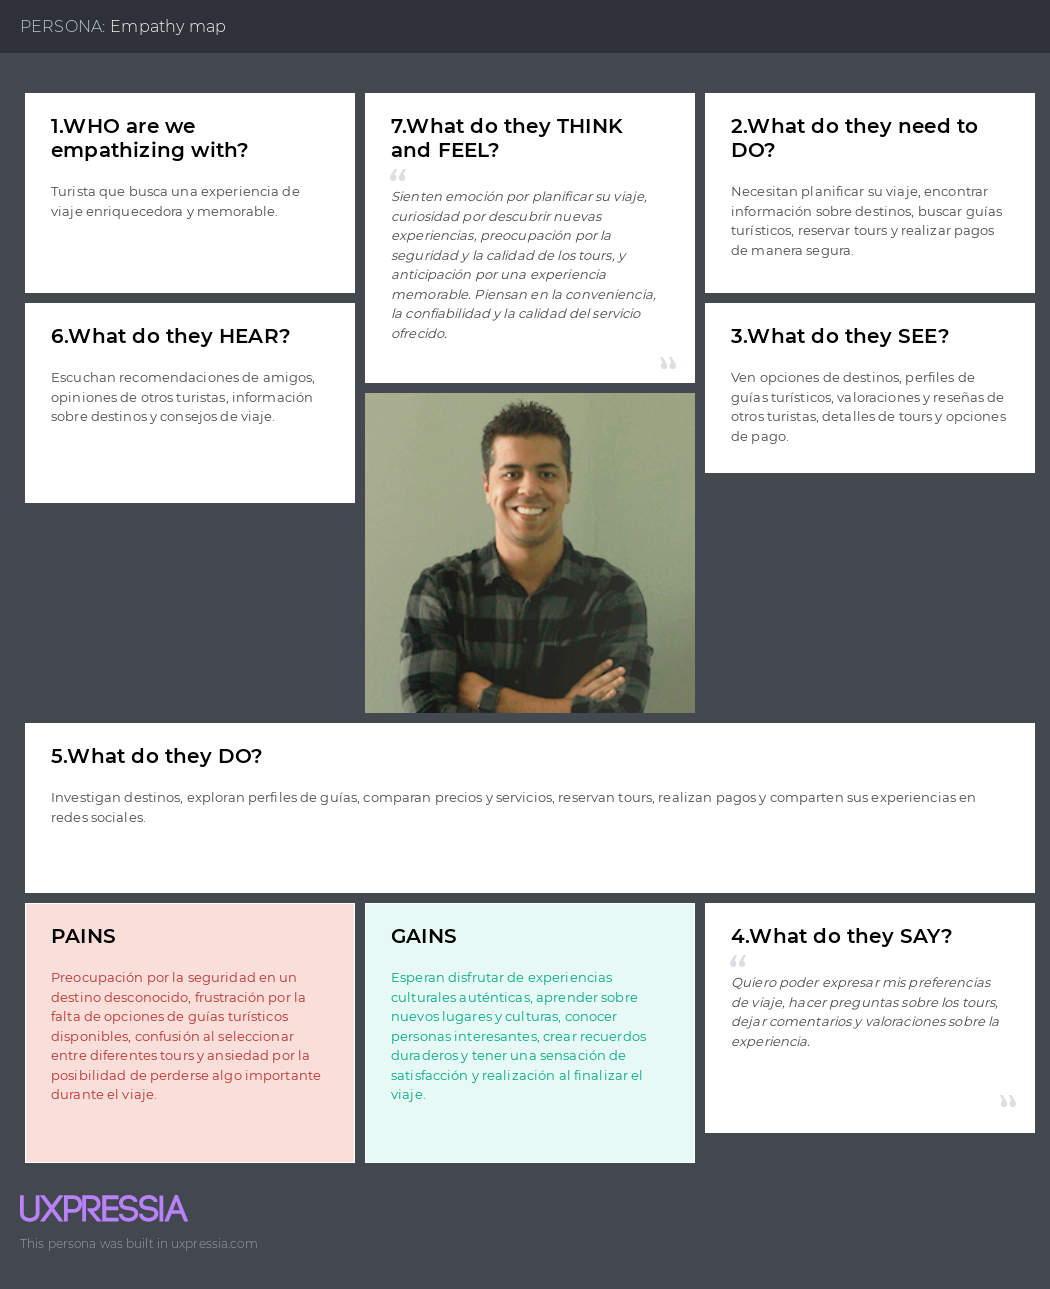 PERSONA: Empathy map
1.WHO are we
empathizing with?
Turista que busca una experiencia de
viaje enriquecedora y memorable.
7.What do they THINK
and FEEL?
“
Sienten emoción por planificar su viaje,
curiosidad por descubrir nuevas
experiencias, preocupación por la
seguridad y la calidad de los tours, y
anticipación por una experiencia
memorable. Piensan en la conveniencia,
la confiabilidad y la calidad del servicio
ofrecido.
”
2.What do they need to
DO?
Necesitan planificar su viaje, encontrar
información sobre destinos, buscar guías
turísticos, reservar tours y realizar pagos
de manera segura.
6.What do they HEAR?
Escuchan recomendaciones de amigos,
opiniones de otros turistas, información
sobre destinos y consejos de viaje.
3.What do they SEE?
Ven opciones de destinos, perfiles de
guías turísticos, valoraciones y reseñas de
otros turistas, detalles de tours y opciones
de pago.
5.What do they DO?
Investigan destinos, exploran perfiles de guías, comparan precios y servicios, reservan tours, realizan pagos y comparten sus experiencias en
redes sociales.
PAINS
Preocupación por la seguridad en un
destino desconocido, frustración por la
falta de opciones de guías turísticos
disponibles, confusión al seleccionar
entre diferentes tours y ansiedad por la
posibilidad de perderse algo importante
durante el viaje.
GAINS
Esperan disfrutar de experiencias
culturales auténticas, aprender sobre
nuevos lugares y culturas, conocer
personas interesantes, crear recuerdos
duraderos y tener una sensación de
satisfacción y realización al finalizar el
viaje.
4.What do they SAY?
“
Quiero poder expresar mis preferencias
de viaje, hacer preguntas sobre los tours,
dejar comentarios y valoraciones sobre la
experiencia.
”
UXPRESSIA
This persona was built in uxpressia.com